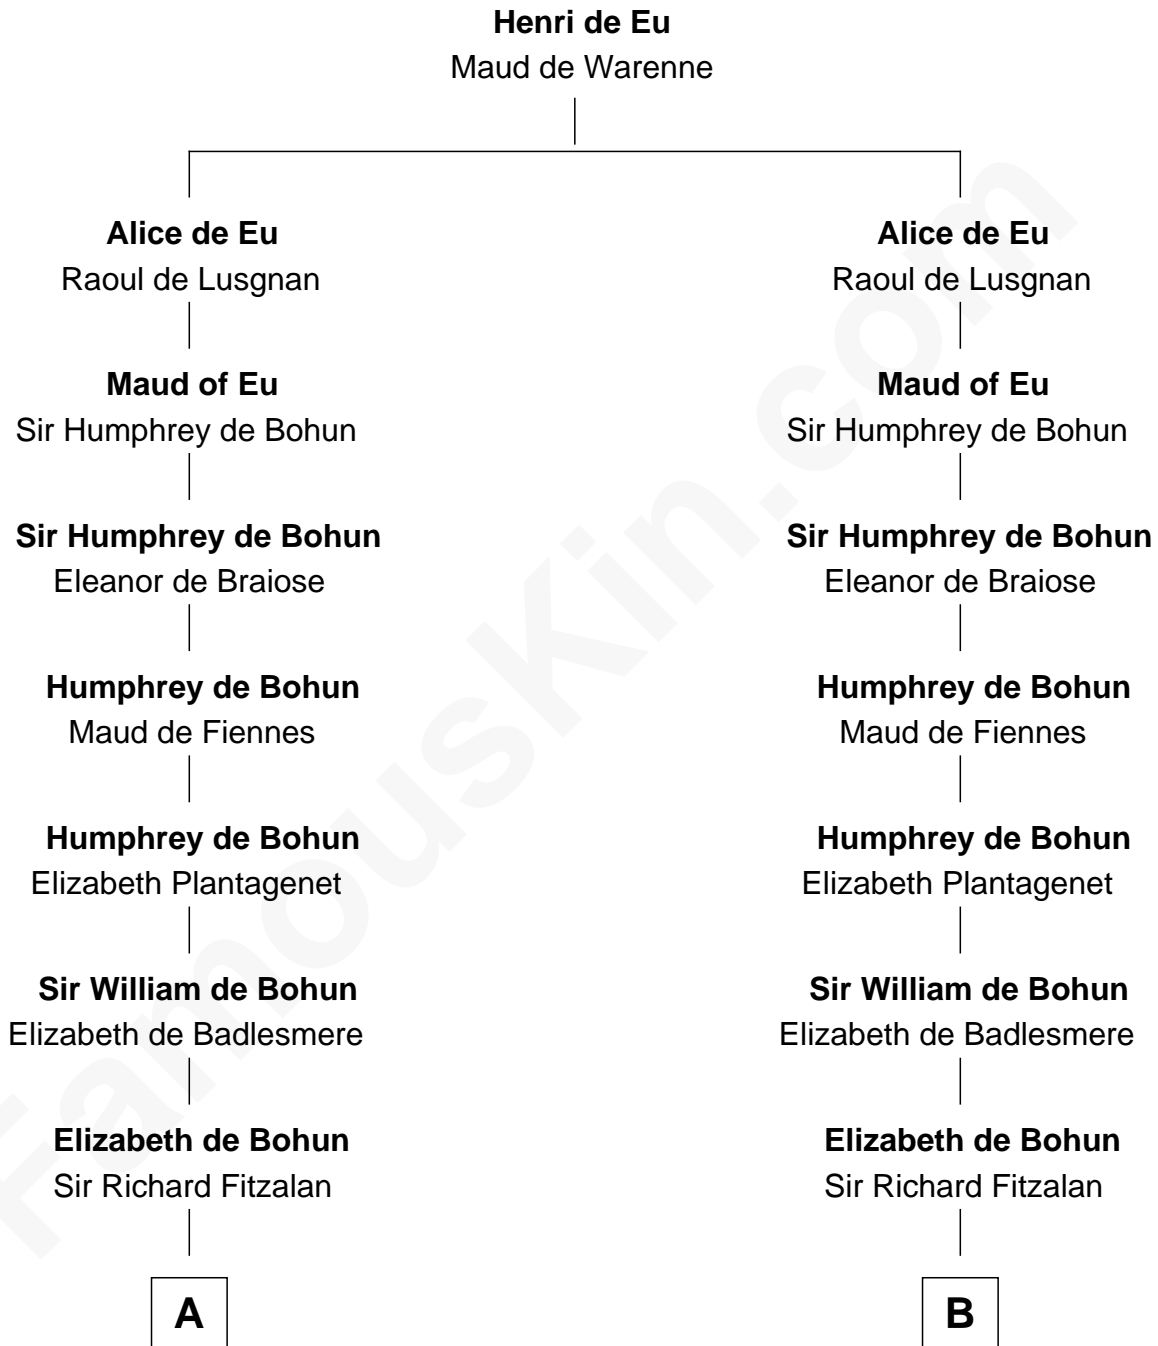 Henri de Eu
Maud de Warenne
Alice de Eu
Raoul de Lusgnan
Maud of Eu
Sir Humphrey de Bohun
Sir Humphrey de Bohun
Eleanor de Braiose
Humphrey de Bohun
Maud de Fiennes
Humphrey de Bohun
Elizabeth Plantagenet
Sir William de Bohun
Elizabeth de Badlesmere
Elizabeth de Bohun
Sir Richard Fitzalan
A
Alice de Eu
Raoul de Lusgnan
Maud of Eu
Sir Humphrey de Bohun
Sir Humphrey de Bohun
Eleanor de Braiose
Humphrey de Bohun
Maud de Fiennes
Humphrey de Bohun
Elizabeth Plantagenet
Sir William de Bohun
Elizabeth de Badlesmere
Elizabeth de Bohun
Sir Richard Fitzalan
B
FamousKin.com